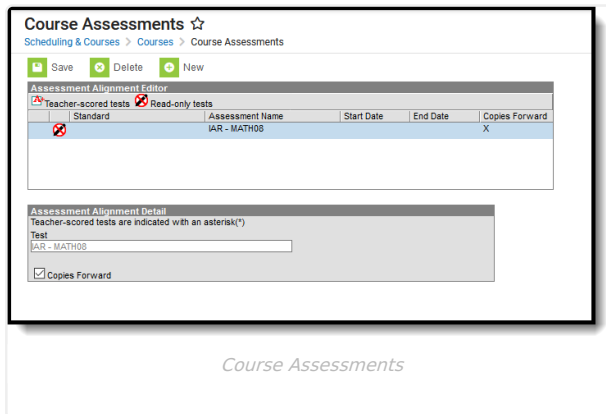 Course Assessments
Scheduling & Courses > Courses > Course Assessments
Save Delete New
Assessment Alignment Editor
Teacher-scored tests Read-only tests
Standard Assessment Name Start Date End Date Copies Forward
IAR - MATH08 X
Assessment Alignment Detail
Teacher-scored tests are indicated with an asterisk(*)
Test
IAR - MATH08
Copies Forward
Course Assessments